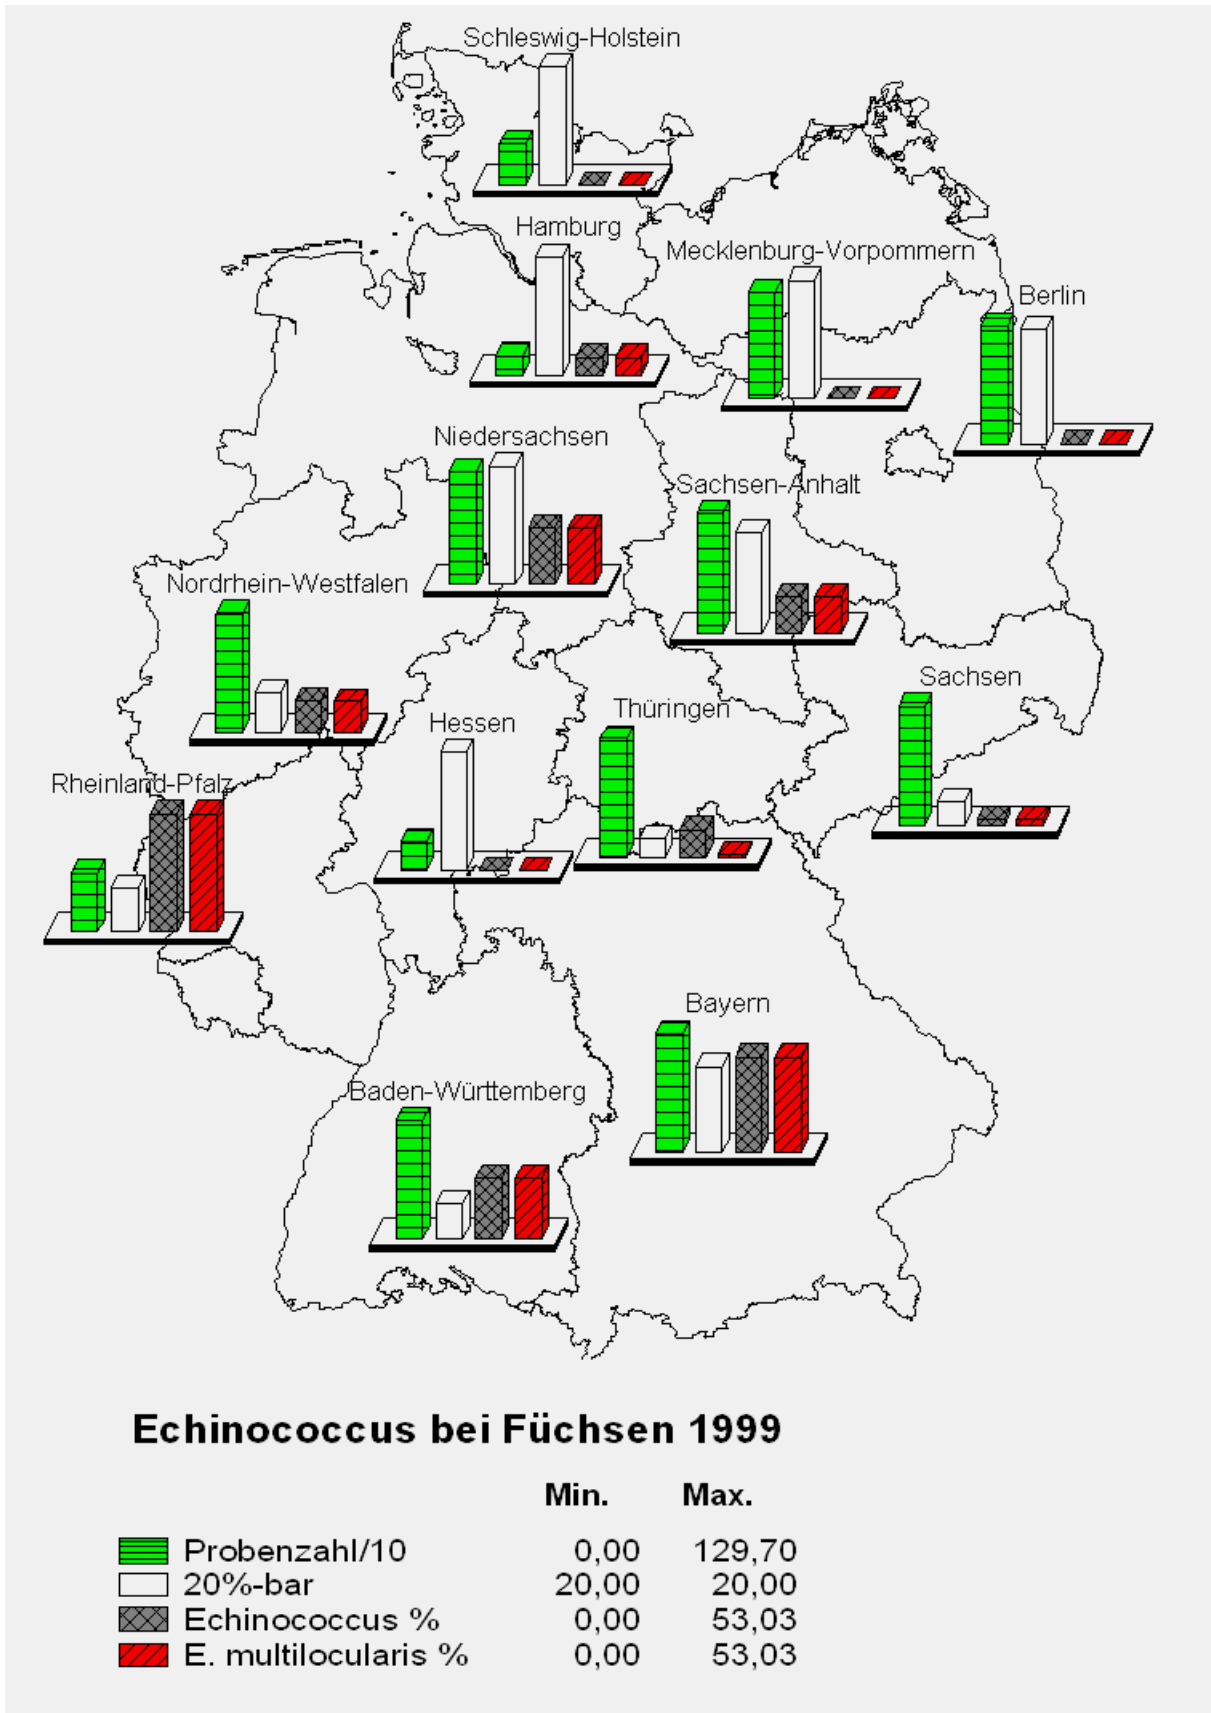 Schleswig-Holstein
Hamburg
Mecklenburg-Vorpommern
Berlin
Niedersachsen
Sachsen-Anhalt
Nordrhein-Westfalen
Sachsen
Thüringen
Hessen
Rheinland-Pfalz
Bayern
Baden-Württemberg
Echinococcus bei Füchsen 1999
Min. Max.
Probenzahl/10 0,00 129,70
20%-bar 20,00 20,00
Echinococcus % 0,00 53,03
E. multilocularis % 0,00 53,03